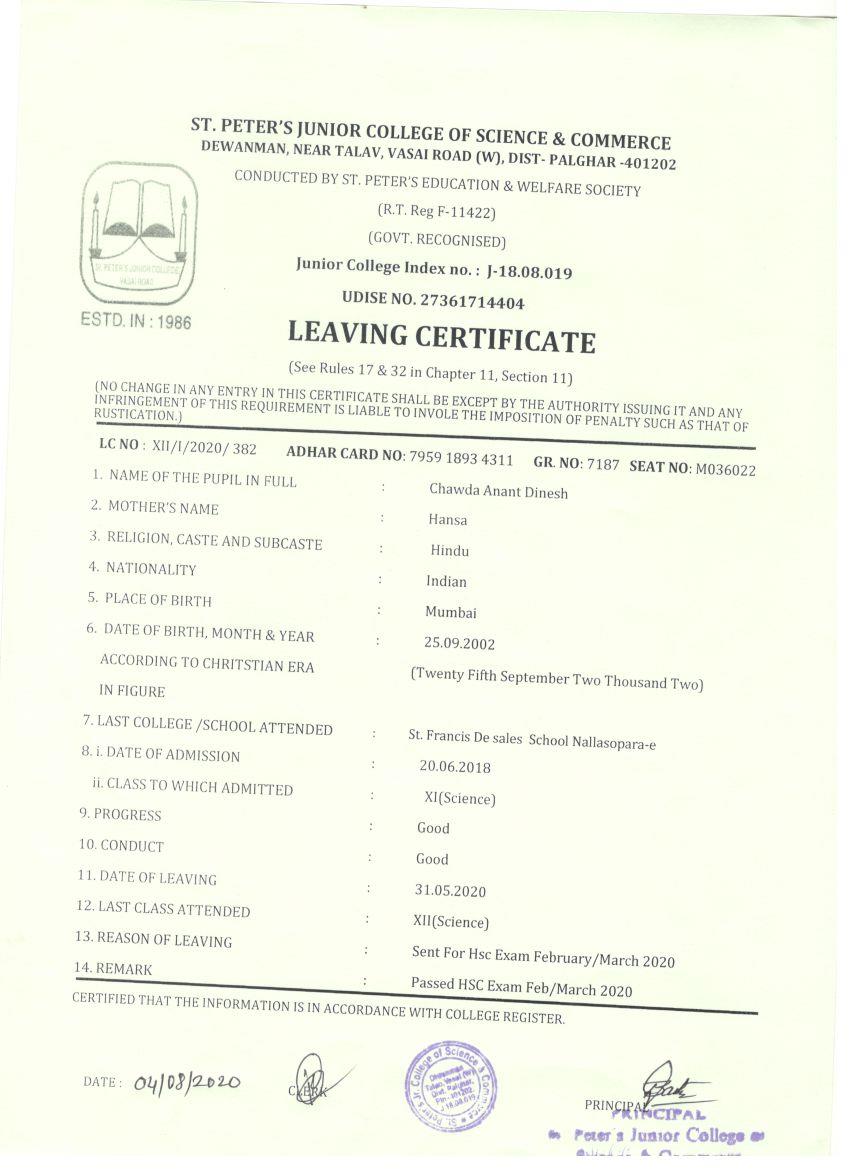 ST. PETER'S JUNIOR COLLEGE OF SCIENCE & COMMERCE
DEWANMAN, NEAR TALAV, VASAI ROAD (W), DIST- PALGHAR -401202
CONDUCTED BY ST. PETER'S EDUCATION & WELFARE SOCIETY
(R.T. Reg F-11422)
(GOVT. RECOGNISED)
Junior College Index no. : J-18.08.019
UDISE NO. 27361714404
ST. PETER'S JUNIOR COLLEGE
VASAI ROAD
ESTD. IN : 1986
LEAVING CERTIFICATE
(See Rules 17 & 32 in Chapter 11, Section 11)
(NO CHANGE IN ANY ENTRY IN THIS CERTIFICATE SHALL BE EXCEPT BY THE AUTHORITY ISSUING IT AND ANY
INFRINGEMENT OF THIS REQUIREMENT IS LIABLE TO INVOLE THE IMPOSITION OF PENALTY SUCH AS THAT OF
RUSTICATION.)
LC NO : XII/I/2020/ 382 ADHAR CARD NO: 7959 1893 4311 GR. NO: 7187 SEAT NO: M036022
1. NAME OF THE PUPIL IN FULL : Chawda Anant Dinesh
2. MOTHER'S NAME : Hansa
3. RELIGION, CASTE AND SUBCASTE : Hindu
4. NATIONALITY : Indian
5. PLACE OF BIRTH : Mumbai
6. DATE OF BIRTH, MONTH & YEAR : 25.09.2002
ACCORDING TO CHRITSTIAN ERA (Twenty Fifth September Two Thousand Two)
IN FIGURE
7. LAST COLLEGE /SCHOOL ATTENDED : St. Francis De sales School Nallasopara-e
8. i. DATE OF ADMISSION : 20.06.2018
ii. CLASS TO WHICH ADMITTED : XI(Science)
9. PROGRESS : Good
10. CONDUCT : Good
11. DATE OF LEAVING : 31.05.2020
12. LAST CLASS ATTENDED : XII(Science)
13. REASON OF LEAVING : Sent For Hsc Exam February/March 2020
14. REMARK : Passed HSC Exam Feb/March 2020
CERTIFIED THAT THE INFORMATION IS IN ACCORDANCE WITH COLLEGE REGISTER.
DATE : 04/08/2020 CLERK PRINCIPAL
St. Peter's Jr. College of Science & Commerce
Dewanman
Talao, Vasai (W)
Dist. Palghar,
Pin.:401202.
J 18.08.019
PRINCIPAL
Peter's Junior College